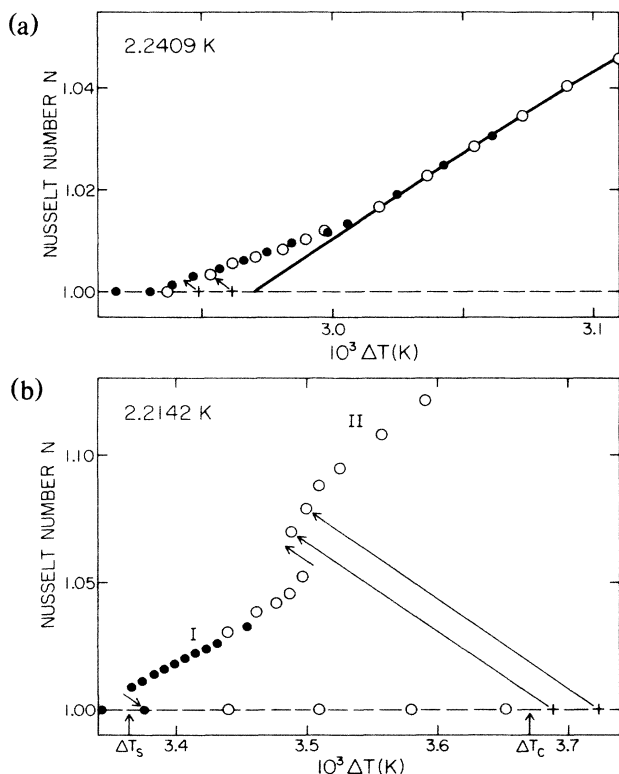 (a)
2.2409 K
NUSSELT NUMBER N
1.04
1.02
1.00
3.0
3.1
10³ ΔT(K)
(b)
2.2142 K
II
NUSSELT NUMBER N
1.10
1.05
I
1.00
ΔTs
3.4
3.5
3.6
ΔTc
3.7
10³ ΔT(K)